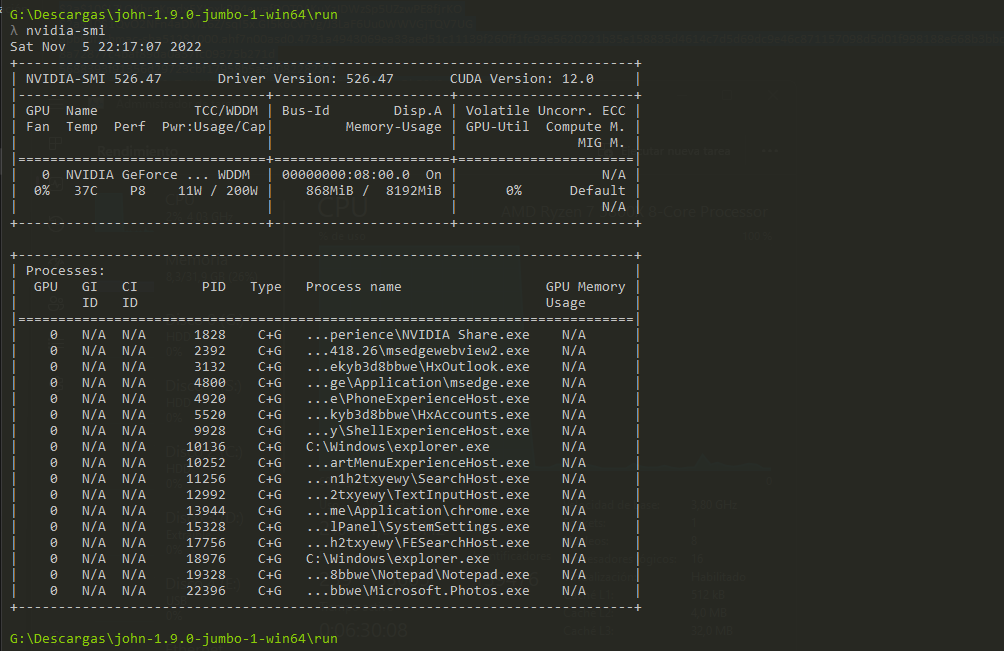 G:\Descargas\john-1.9.0-jumbo-1-win64\run
λ nvidia-smi
Sat Nov  5 22:17:07 2022
+-----------------------------------------------------------------------------+
| NVIDIA-SMI 526.47       Driver Version: 526.47       CUDA Version: 12.0     |
|-------------------------------+----------------------+----------------------+
| GPU  Name            TCC/WDDM | Bus-Id        Disp.A | Volatile Uncorr. ECC |
| Fan  Temp  Perf  Pwr:Usage/Cap|         Memory-Usage | GPU-Util  Compute M. |
|                               |                      |               MIG M. |
|===============================+======================+======================|
|   0  NVIDIA GeForce ... WDDM  | 00000000:08:00.0  On |                  N/A |
|  0%   37C    P8    11W / 200W |    868MiB /  8192MiB |      0%      Default |
|                               |                      |                  N/A |
+-------------------------------+----------------------+----------------------+
+-----------------------------------------------------------------------------+
| Processes:                                                                  |
|  GPU   GI   CI        PID   Type   Process name                  GPU Memory |
|        ID   ID                                                   Usage      |
|=============================================================================|
|    0   N/A  N/A      1828    C+G   ...perience\NVIDIA Share.exe    N/A      |
|    0   N/A  N/A      2392    C+G   ...418.26\msedgewebview2.exe    N/A      |
|    0   N/A  N/A      3132    C+G   ...ekyb3d8bbwe\HxOutlook.exe    N/A      |
|    0   N/A  N/A      4800    C+G   ...ge\Application\msedge.exe    N/A      |
|    0   N/A  N/A      4920    C+G   ...e\PhoneExperienceHost.exe    N/A      |
|    0   N/A  N/A      5520    C+G   ...kyb3d8bbwe\HxAccounts.exe    N/A      |
|    0   N/A  N/A      9928    C+G   ...y\ShellExperienceHost.exe    N/A      |
|    0   N/A  N/A     10136    C+G   C:\Windows\explorer.exe         N/A      |
|    0   N/A  N/A     10252    C+G   ...artMenuExperienceHost.exe    N/A      |
|    0   N/A  N/A     11256    C+G   ...n1h2txyewy\SearchHost.exe    N/A      |
|    0   N/A  N/A     12992    C+G   ...2txyewy\TextInputHost.exe    N/A      |
|    0   N/A  N/A     13944    C+G   ...me\Application\chrome.exe    N/A      |
|    0   N/A  N/A     15328    C+G   ...lPanel\SystemSettings.exe    N/A      |
|    0   N/A  N/A     17756    C+G   ...h2txyewy\FESearchHost.exe    N/A      |
|    0   N/A  N/A     18976    C+G   C:\Windows\explorer.exe         N/A      |
|    0   N/A  N/A     19328    C+G   ...8bbwe\Notepad\Notepad.exe    N/A      |
|    0   N/A  N/A     22396    C+G   ...bbwe\Microsoft.Photos.exe    N/A      |
+-----------------------------------------------------------------------------+
G:\Descargas\john-1.9.0-jumbo-1-win64\run
CPU
0:06:30:08